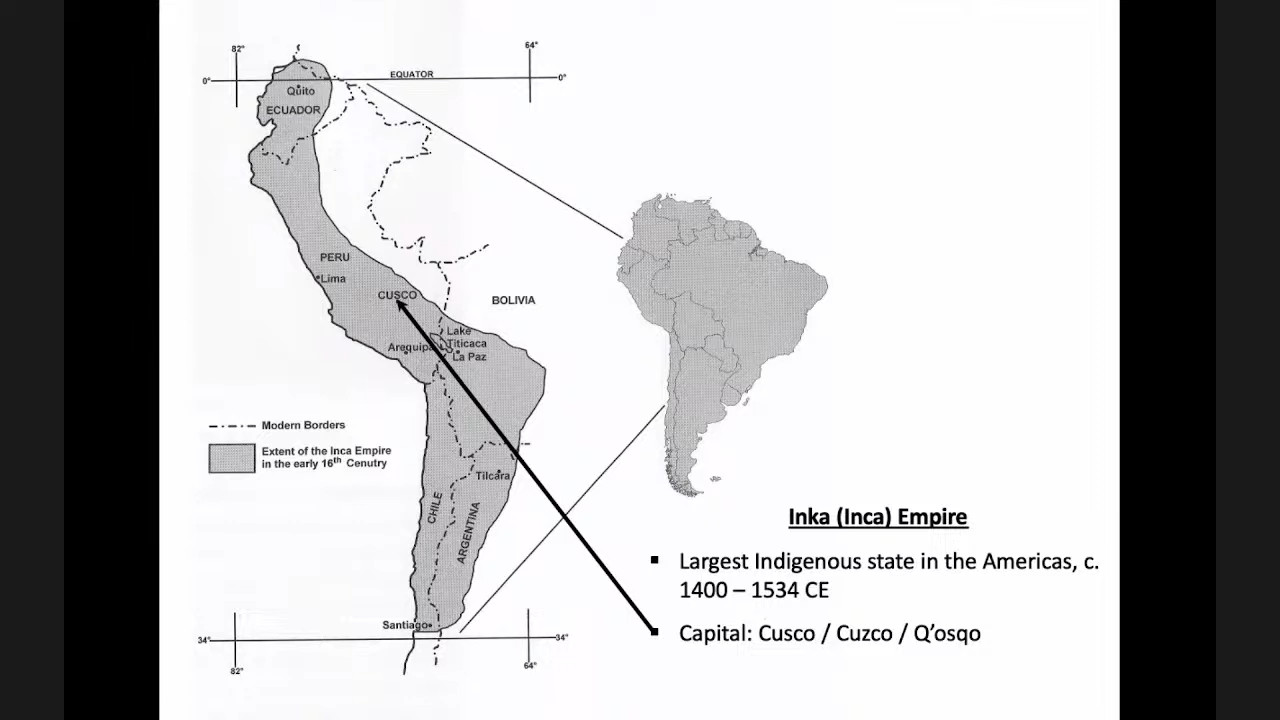 82°
64°
0°
EQUATOR
0°
Quito
ECUADOR
PERU
Lima
CUSCO
BOLIVIA
Lake
Titicaca
Arequipa
La Paz
Modern Borders
Extent of the Inca Empire
in the early 16th Cenutry
Tilcara
CHILE
ARGENTINA
Santiago
34°
34°
82°
64°
Inka (Inca) Empire
▪ Largest Indigenous state in the Americas, c.
1400 – 1534 CE
▪ Capital: Cusco / Cuzco / Q’osqo